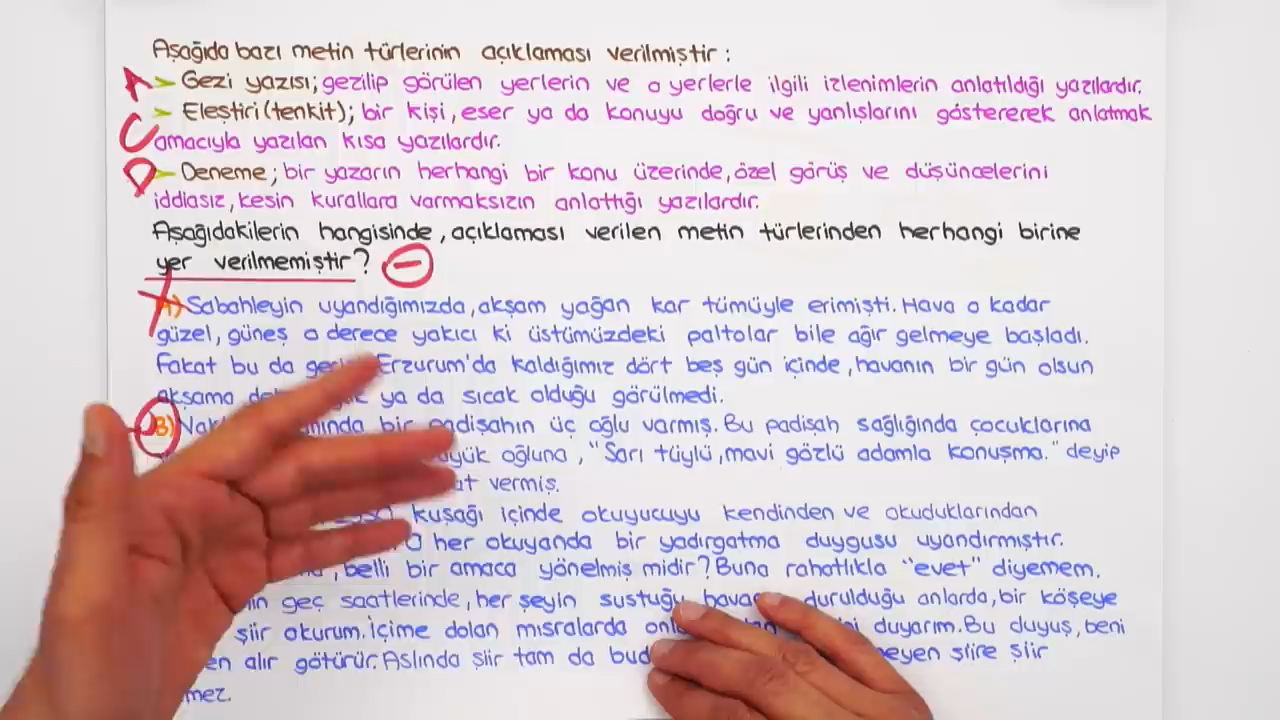 Aşağıda bazı metin türlerinin açıklaması verilmiştir :
A ➤ Gezi yazısı; gezilip görülen yerlerin ve o yerlerle ilgili izlenimlerin anlatıldığı yazılardır.
➤ Eleştiri (tenkit); bir kişi, eser ya da konuyu doğru ve yanlışlarını göstererek anlatmak
C amacıyla yazılan kısa yazılardır.
D ➤ Deneme; bir yazarın herhangi bir konu üzerinde, özel görüş ve düşüncelerini
iddiasız, kesin kurallara varmaksızın anlattığı yazılardır.
Aşağıdakilerin hangisinde, açıklaması verilen metin türlerinden herhangi birine
yer verilmemiştir? −
A) Sabahleyin uyandığımızda, akşam yağan kar tümüyle erimişti. Hava o kadar
güzel, güneş o derece yakıcı ki üstümüzdeki paltolar bile ağır gelmeye başladı.
Fakat bu da Erzurum'da kaldığımız dört beş gün içinde, havanın bir gün olsun
akşama ya da sıcak olduğu görülmedi.
B) bir padişahın üç oğlu varmış. Bu padişah sağlığında çocuklarına
oğluna, "Sarı tüylü, mavi gözlü adamla konuşma." deyip
vermiş.
kuşağı içinde okuyucuyu kendinden ve okuduklarından
O her okuyanda bir yadırgatma duygusu uyandırmıştır.
, belli bir amaca yönelmiş midir? Buna rahatlıkla "evet" diyemem.
geç saatlerinde, her şeyin sustuğu, durulduğu anlarda, bir köşeye
şiir okurum. İçime dolan mısralarda duyarım. Bu duyuş, beni
alır götürür. Aslında şiir tam da şiire şiir